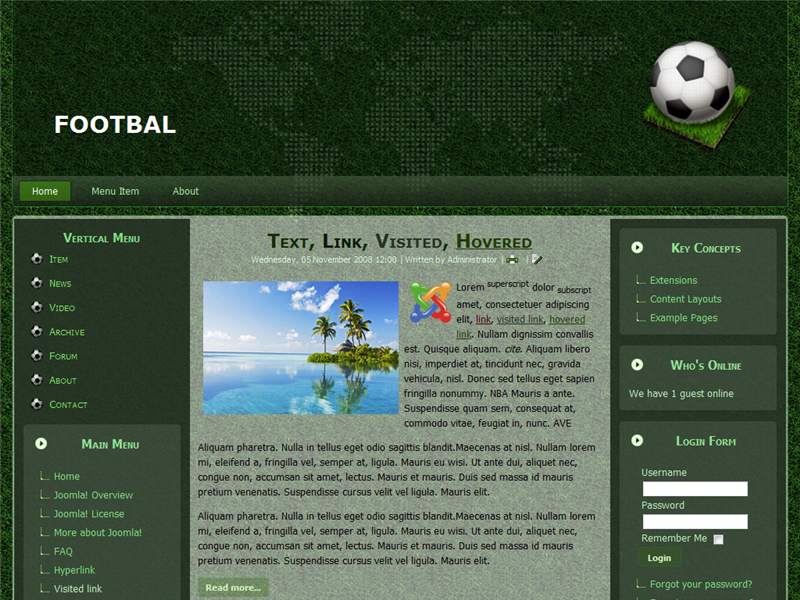 FOOTBAL
Home Menu Item About
Vertical Menu
Item
News
Video
Archive
Forum
About
Contact
Main Menu
Home
Joomla! Overview
Joomla! License
More about Joomla!
FAQ
Hyperlink
Visited link
Text, Link, Visited, Hovered
Wednesday, 05 November 2008 12:00 | Written by Administrator | |
Lorem superscript dolor subscript
amet, consectetuer adipiscing
elit, link, visited link, hovered
link. Nullam dignissim convallis
est. Quisque aliquam. cite. Aliquam libero
nisi, imperdiet at, tincidunt nec, gravida
vehicula, nisl. Donec sed tellus eget sapien
fringilla nonummy. NBA Mauris a ante.
Suspendisse quam sem, consequat at,
commodo vitae, feugiat in, nunc. AVE
Aliquam pharetra. Nulla in tellus eget odio sagittis blandit.Maecenas at nisl. Nullam lorem
mi, eleifend a, fringilla vel, semper at, ligula. Mauris eu wisi. Ut ante dui, aliquet nec,
congue non, accumsan sit amet, lectus. Mauris et mauris. Duis sed massa id mauris
pretium venenatis. Suspendisse cursus velit vel ligula. Mauris elit.
Aliquam pharetra. Nulla in tellus eget odio sagittis blandit.Maecenas at nisl. Nullam lorem
mi, eleifend a, fringilla vel, semper at, ligula. Mauris eu wisi. Ut ante dui, aliquet nec,
congue non, accumsan sit amet, lectus. Mauris et mauris. Duis sed massa id mauris
pretium venenatis. Suspendisse cursus velit vel ligula. Mauris elit.
Read more...
Key Concepts
Extensions
Content Layouts
Example Pages
Who's Online
We have 1 guest online
Login Form
Username
Password
Remember Me
Login
Forgot your password?